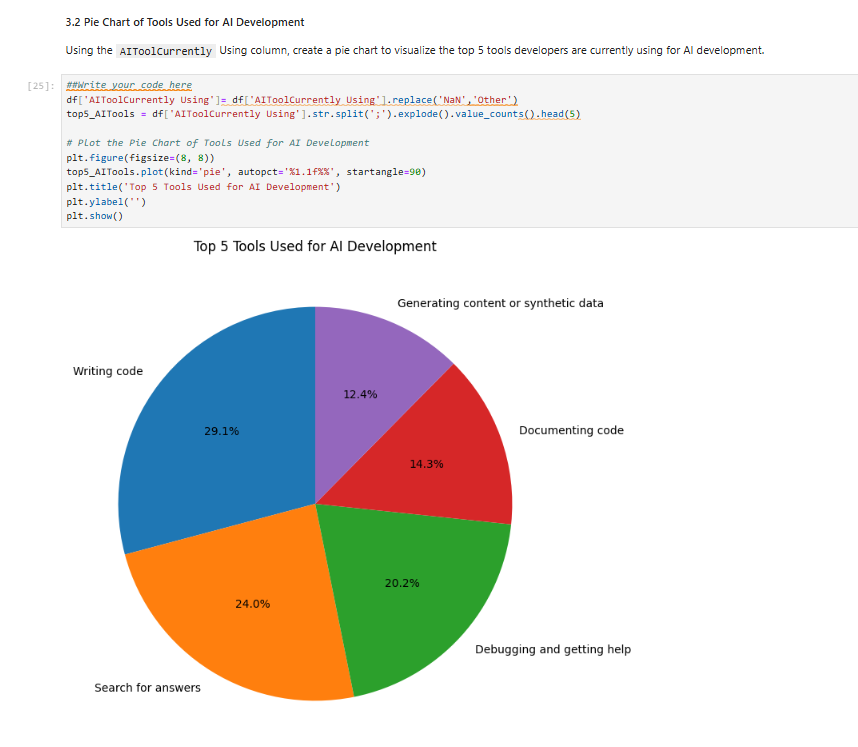 3.2 Pie Chart of Tools Used for AI Development
Using the AIToolCurrently Using column, create a pie chart to visualize the top 5 tools developers are currently using for AI development.
[25]:
##Write your code here
df['AIToolCurrently Using']= df['AIToolCurrently Using'].replace('NaN','Other')
top5_AITools = df['AIToolCurrently Using'].str.split(';').explode().value_counts().head(5)
# Plot the Pie Chart of Tools Used for AI Development
plt.figure(figsize=(8, 8))
top5_AITools.plot(kind='pie', autopct='%1.1f%%', startangle=90)
plt.title('Top 5 Tools Used for AI Development')
plt.ylabel('')
plt.show()
Top 5 Tools Used for AI Development
Generating content or synthetic data
Writing code
12.4%
29.1%
Documenting code
14.3%
20.2%
24.0%
Debugging and getting help
Search for answers